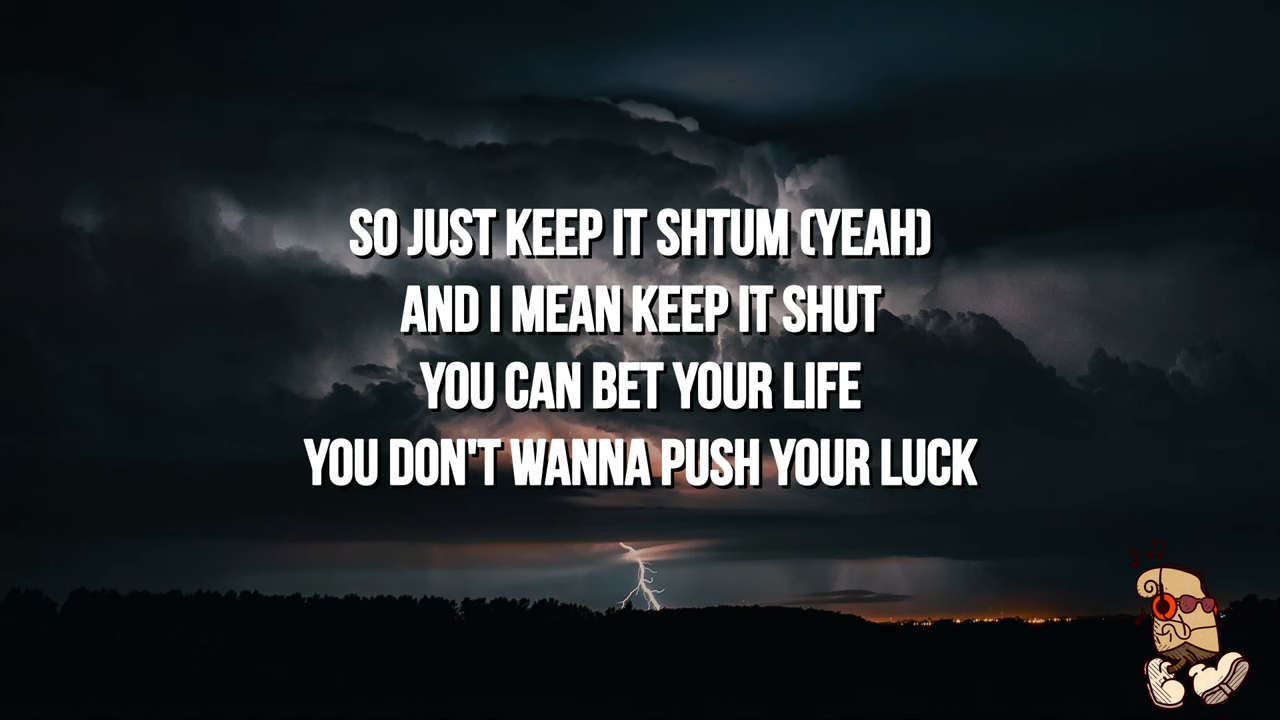 SO JUST KEEP IT SHTUM (YEAH)
AND I MEAN KEEP IT SHUT
YOU CAN BET YOUR LIFE
YOU DON'T WANNA PUSH YOUR LUCK